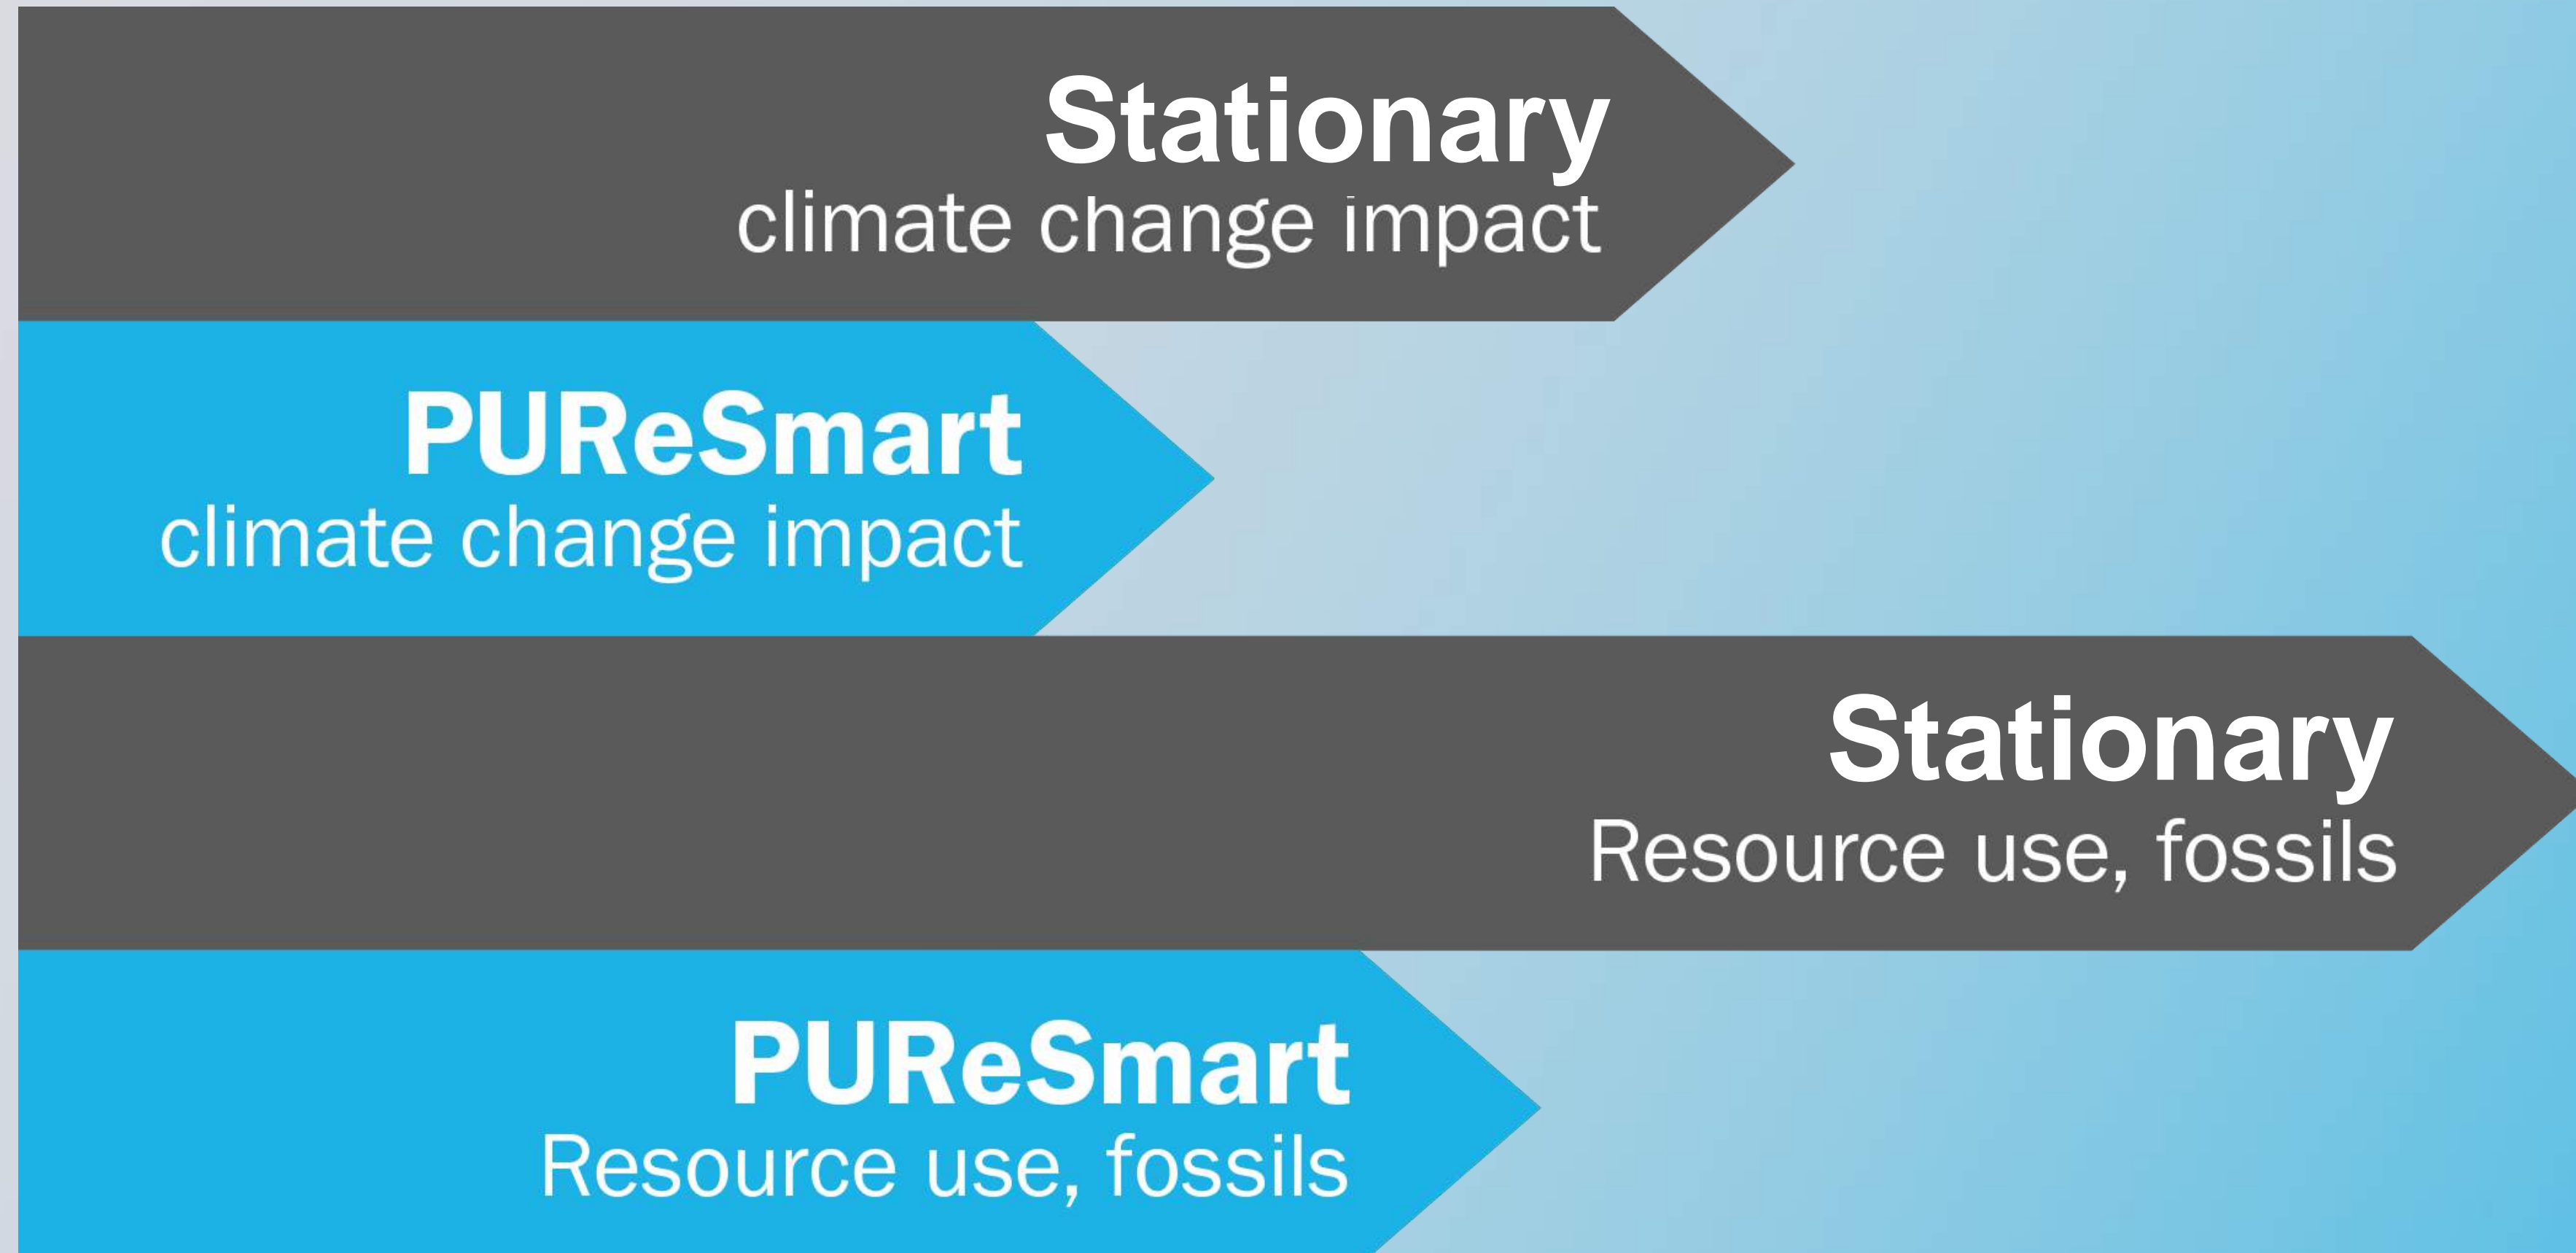 Stationary
climate change impact
PUReSmart
climate change impact
Stationary
Resource use, fossils
PUReSmart
Resource use, fossils